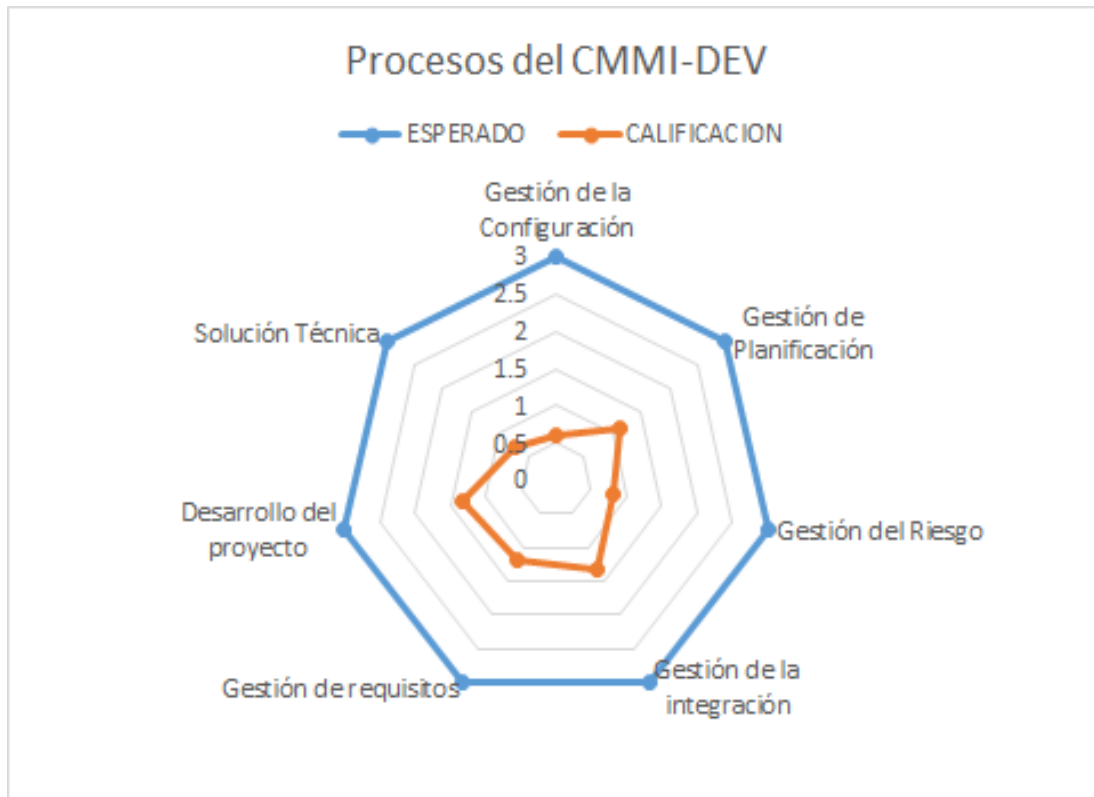 Procesos del CMMI-DEV
ESPERADO
CALIFICACION
Gestión de la
Configuración
3
2.5
2
1.5
1
0.5
0
Gestión de
Planificación
Gestión del Riesgo
Gestión de la
integración
Gestión de requisitos
Desarrollo del
proyecto
Solución Técnica